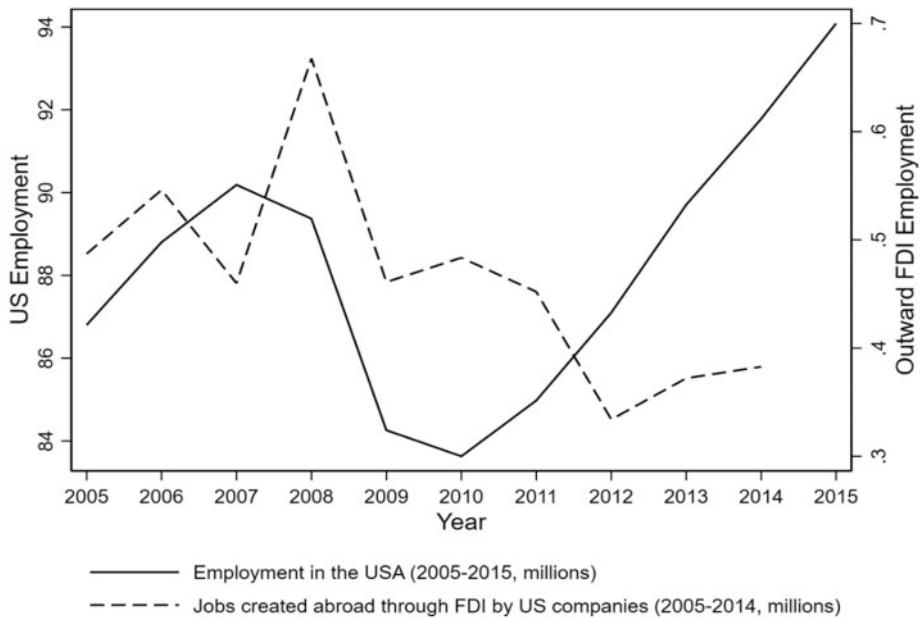 94
92
90
88
86
84
US Employment
.7
.6
.5
.4
.3
Outward FDI Employment
2005 2006 2007 2008 2009 2010 2011 2012 2013 2014 2015
Year
Employment in the USA (2005-2015, millions)
Jobs created abroad through FDI by US companies (2005-2014, millions)